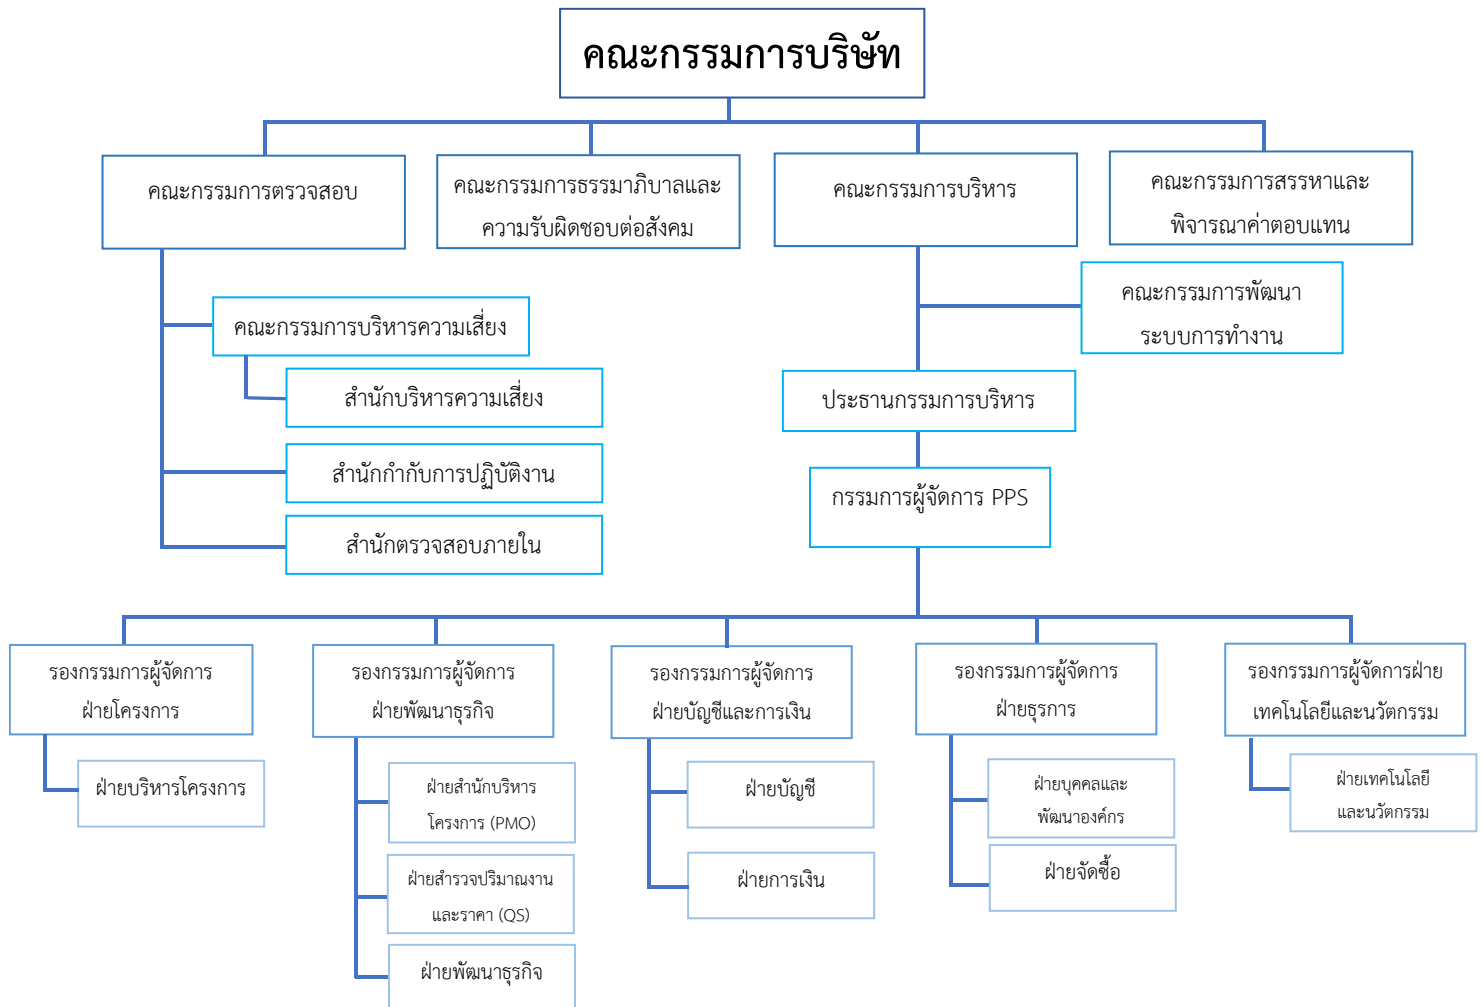 คณะกรรมการบริษัท
คณะกรรมการตรวจสอบ
คณะกรรมการธรรมาภิบาลและ
ความรับผิดชอบต่อสังคม
คณะกรรมการบริหาร
คณะกรรมการสรรหาและ
พิจารณาค่าตอบแทน
คณะกรรมการพัฒนา
ระบบการทำงาน
คณะกรรมการบริหารความเสี่ยง
สำนักบริหารความเสี่ยง
สำนักกำกับการปฏิบัติงาน
สำนักตรวจสอบภายใน
ประธานกรรมการบริหาร
กรรมการผู้จัดการ PPS
รองกรรมการผู้จัดการ
ฝ่ายโครงการ
ฝ่ายบริหารโครงการ
รองกรรมการผู้จัดการ
ฝ่ายพัฒนาธุรกิจ
ฝ่ายสำนักบริหาร
โครงการ (PMO)
ฝ่ายสำรวจปริมาณงาน
และราคา (QS)
ฝ่ายพัฒนาธุรกิจ
รองกรรมการผู้จัดการ
ฝ่ายบัญชีและการเงิน
ฝ่ายบัญชี
ฝ่ายการเงิน
รองกรรมการผู้จัดการ
ฝ่ายธุรการ
ฝ่ายบุคคลและ
พัฒนาองค์กร
ฝ่ายจัดซื้อ
รองกรรมการผู้จัดการฝ่าย
เทคโนโลยีและนวัตกรรม
ฝ่ายเทคโนโลยี
และนวัตกรรม